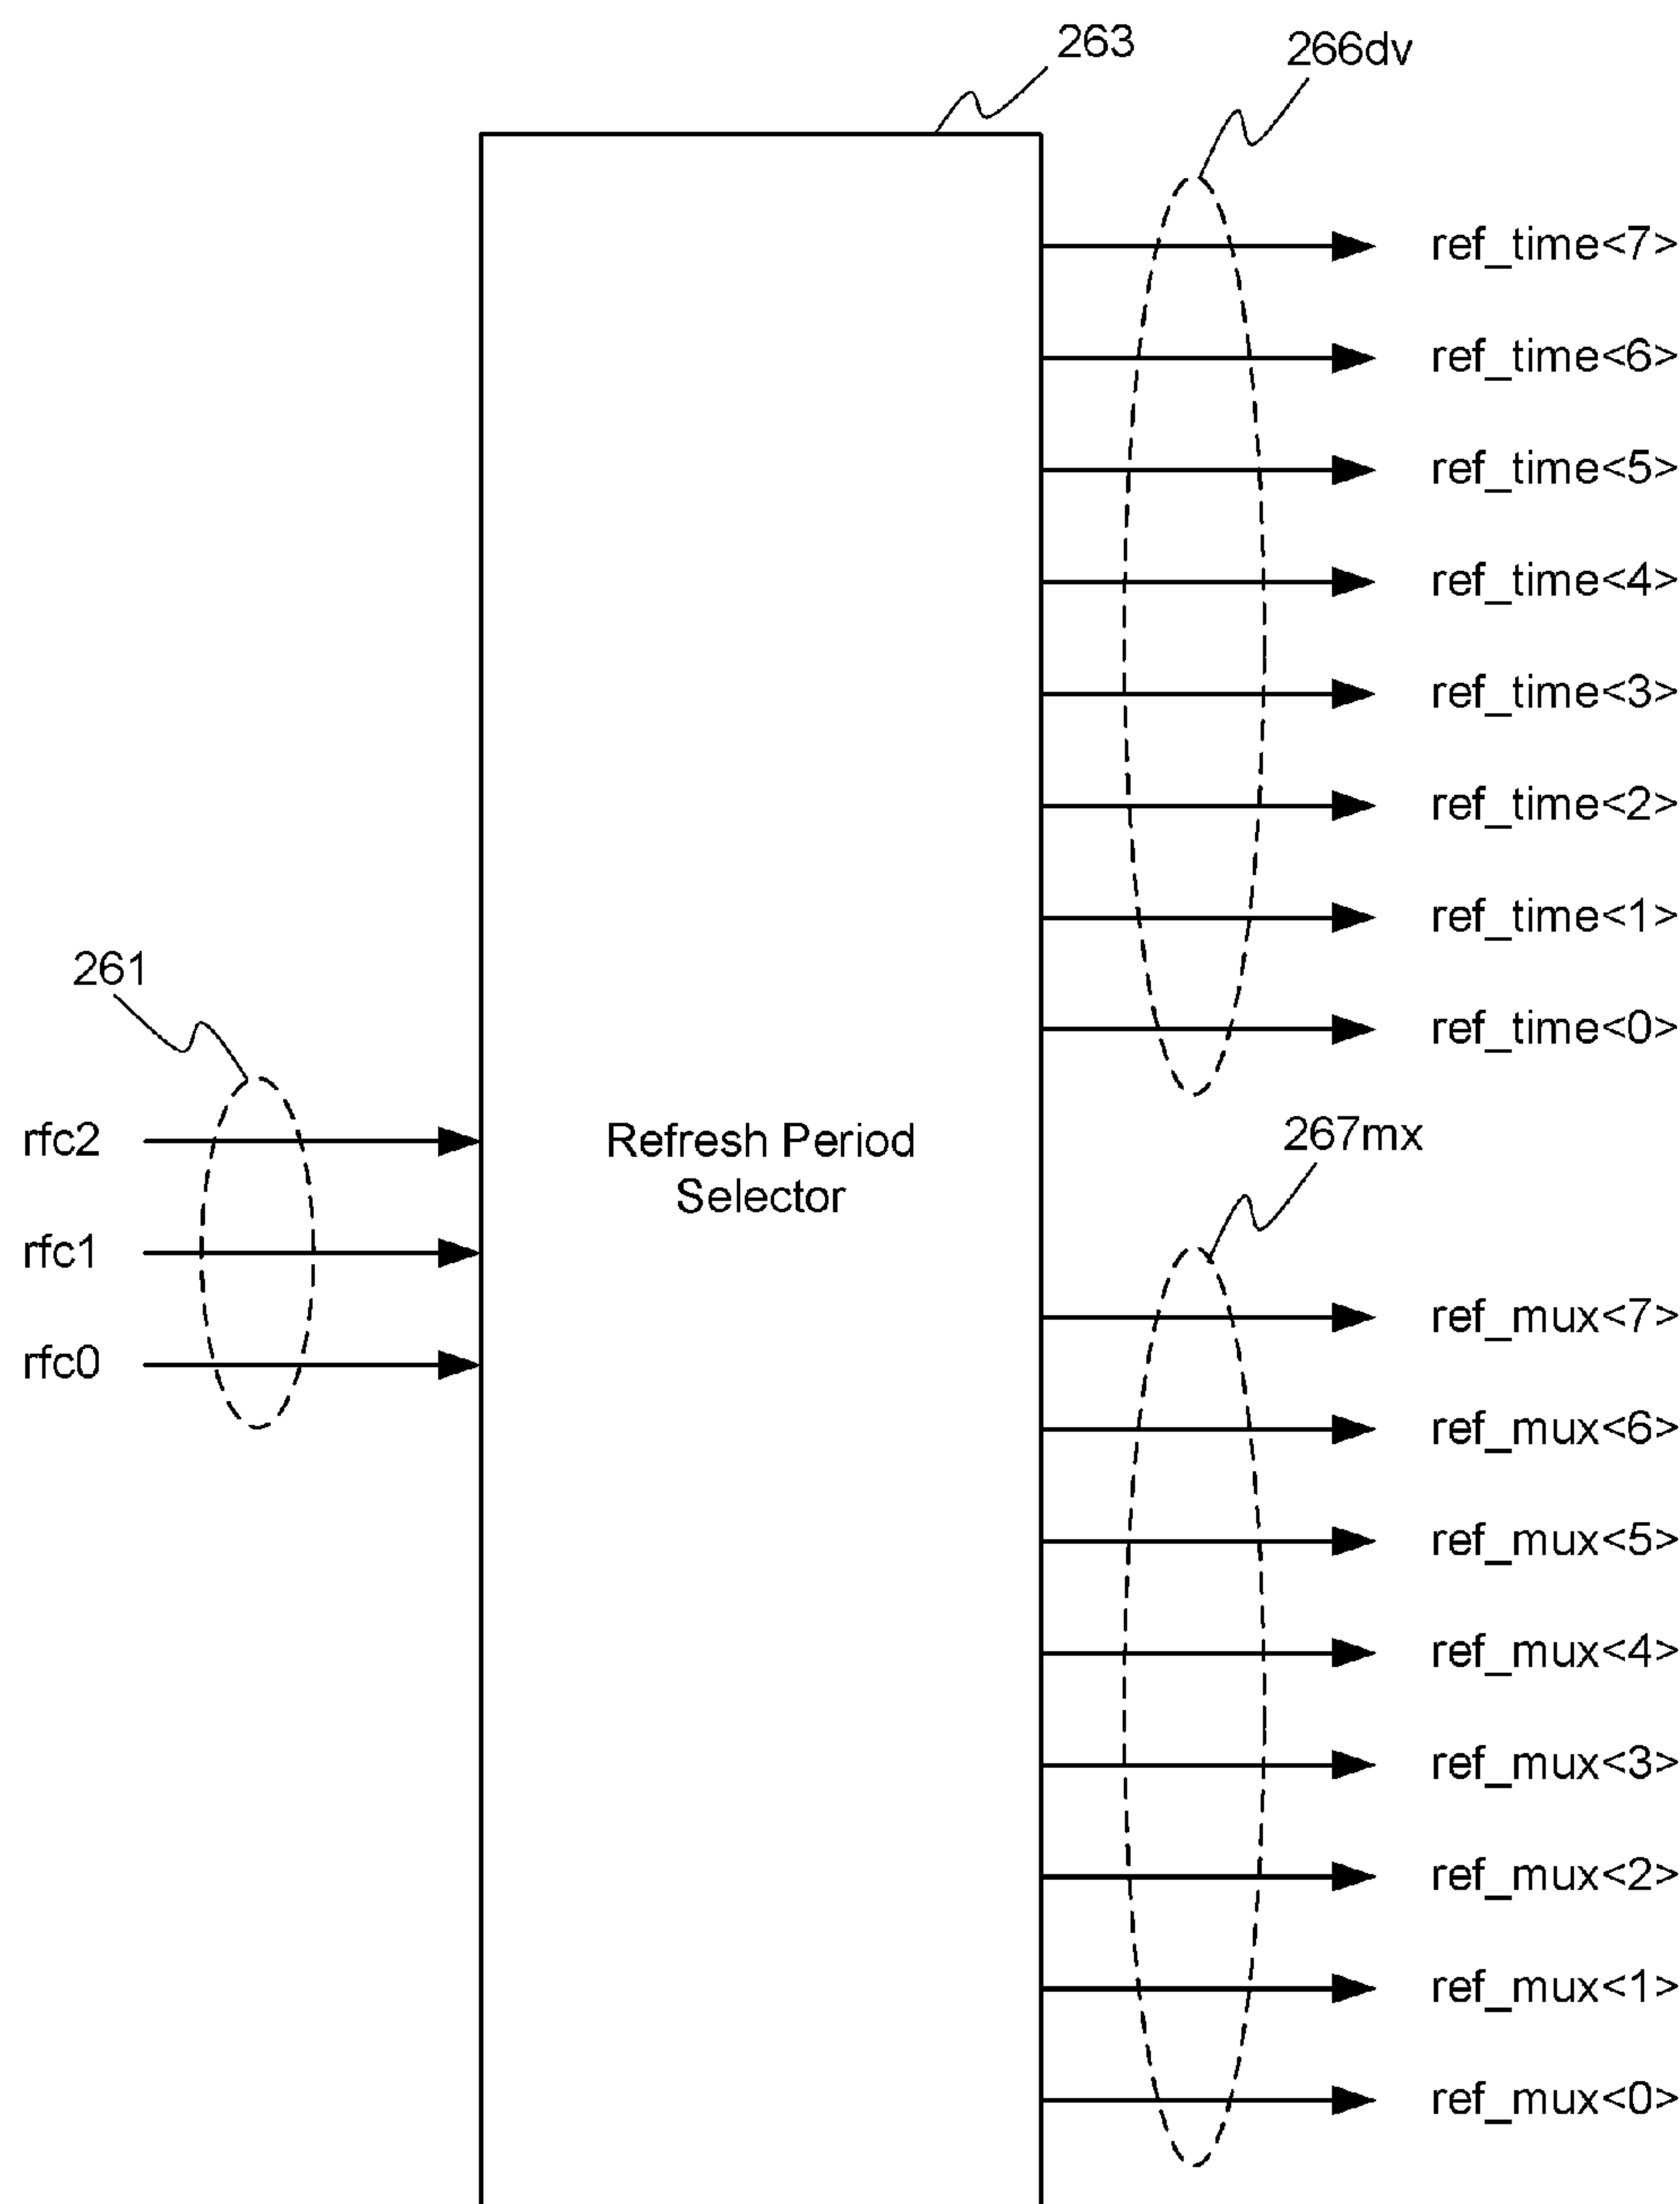 263
266dv
ref_time<7>
ref_time<6>
ref_time<5>
ref_time<4>
ref_time<3>
ref_time<2>
ref_time<1>
ref_time<0>
261
rfc2
rfc1
rfc0
Refresh Period
Selector
267mx
ref_mux<7>
ref_mux<6>
ref_mux<5>
ref_mux<4>
ref_mux<3>
ref_mux<2>
ref_mux<1>
ref_mux<0>